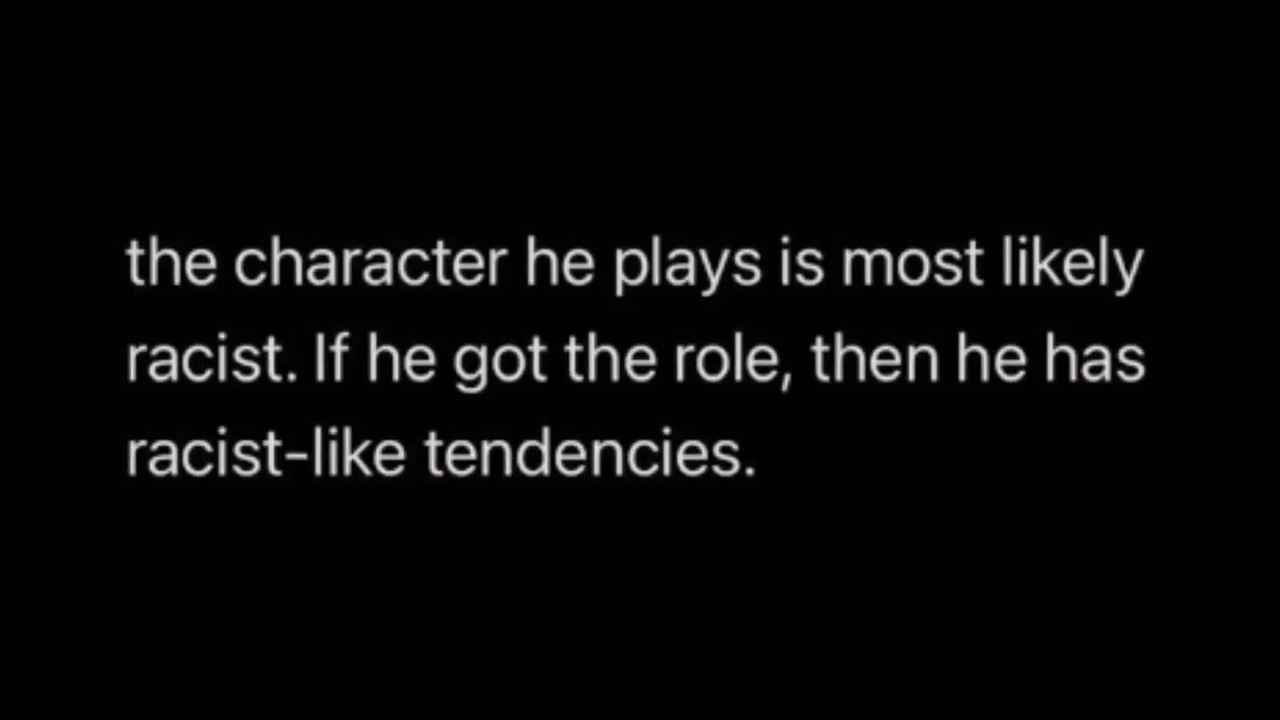 the character he plays is most likely
racist. If he got the role, then he has
racist-like tendencies.